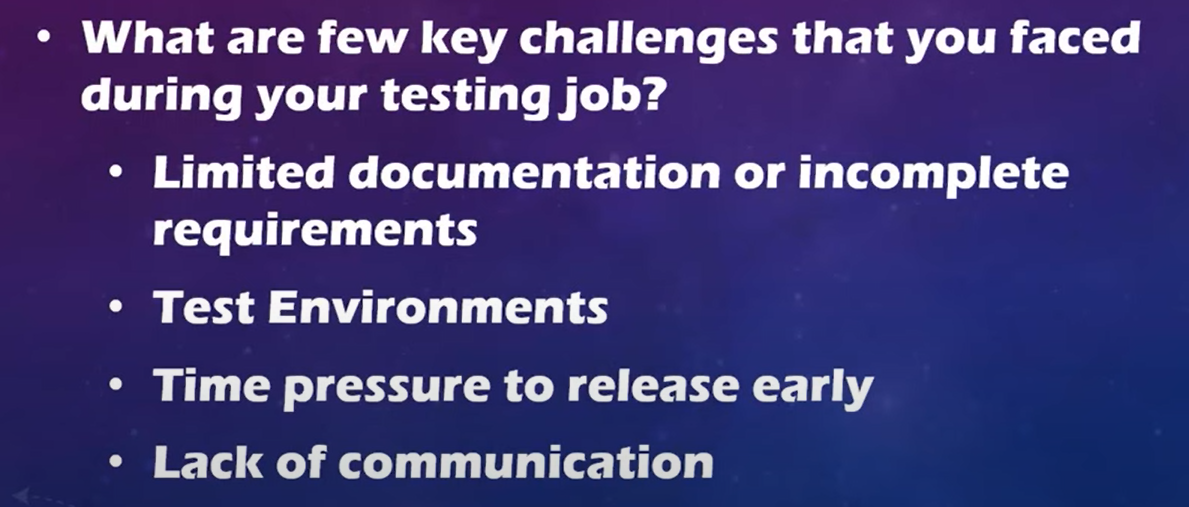 • What are few key challenges that you faced
during your testing job?
• Limited documentation or incomplete
requirements
• Test Environments
• Time pressure to release early
• Lack of communication